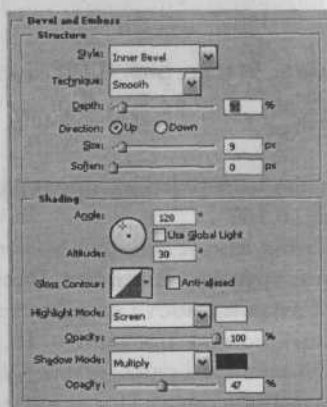 Bevel and Emboss
Structure
Style: Inner Bevel
Technique: Smooth
Depth: %
Direction: Up Down
Size: 9 px
Soften: 0 px
Shading
Angle: 120 °
Use Global Light
Altitude: 30 °
Gloss Contour: Anti-aliased
Highlight Mode: Screen
Opacity: 100 %
Shadow Mode: Multiply
Opacity: 47 %